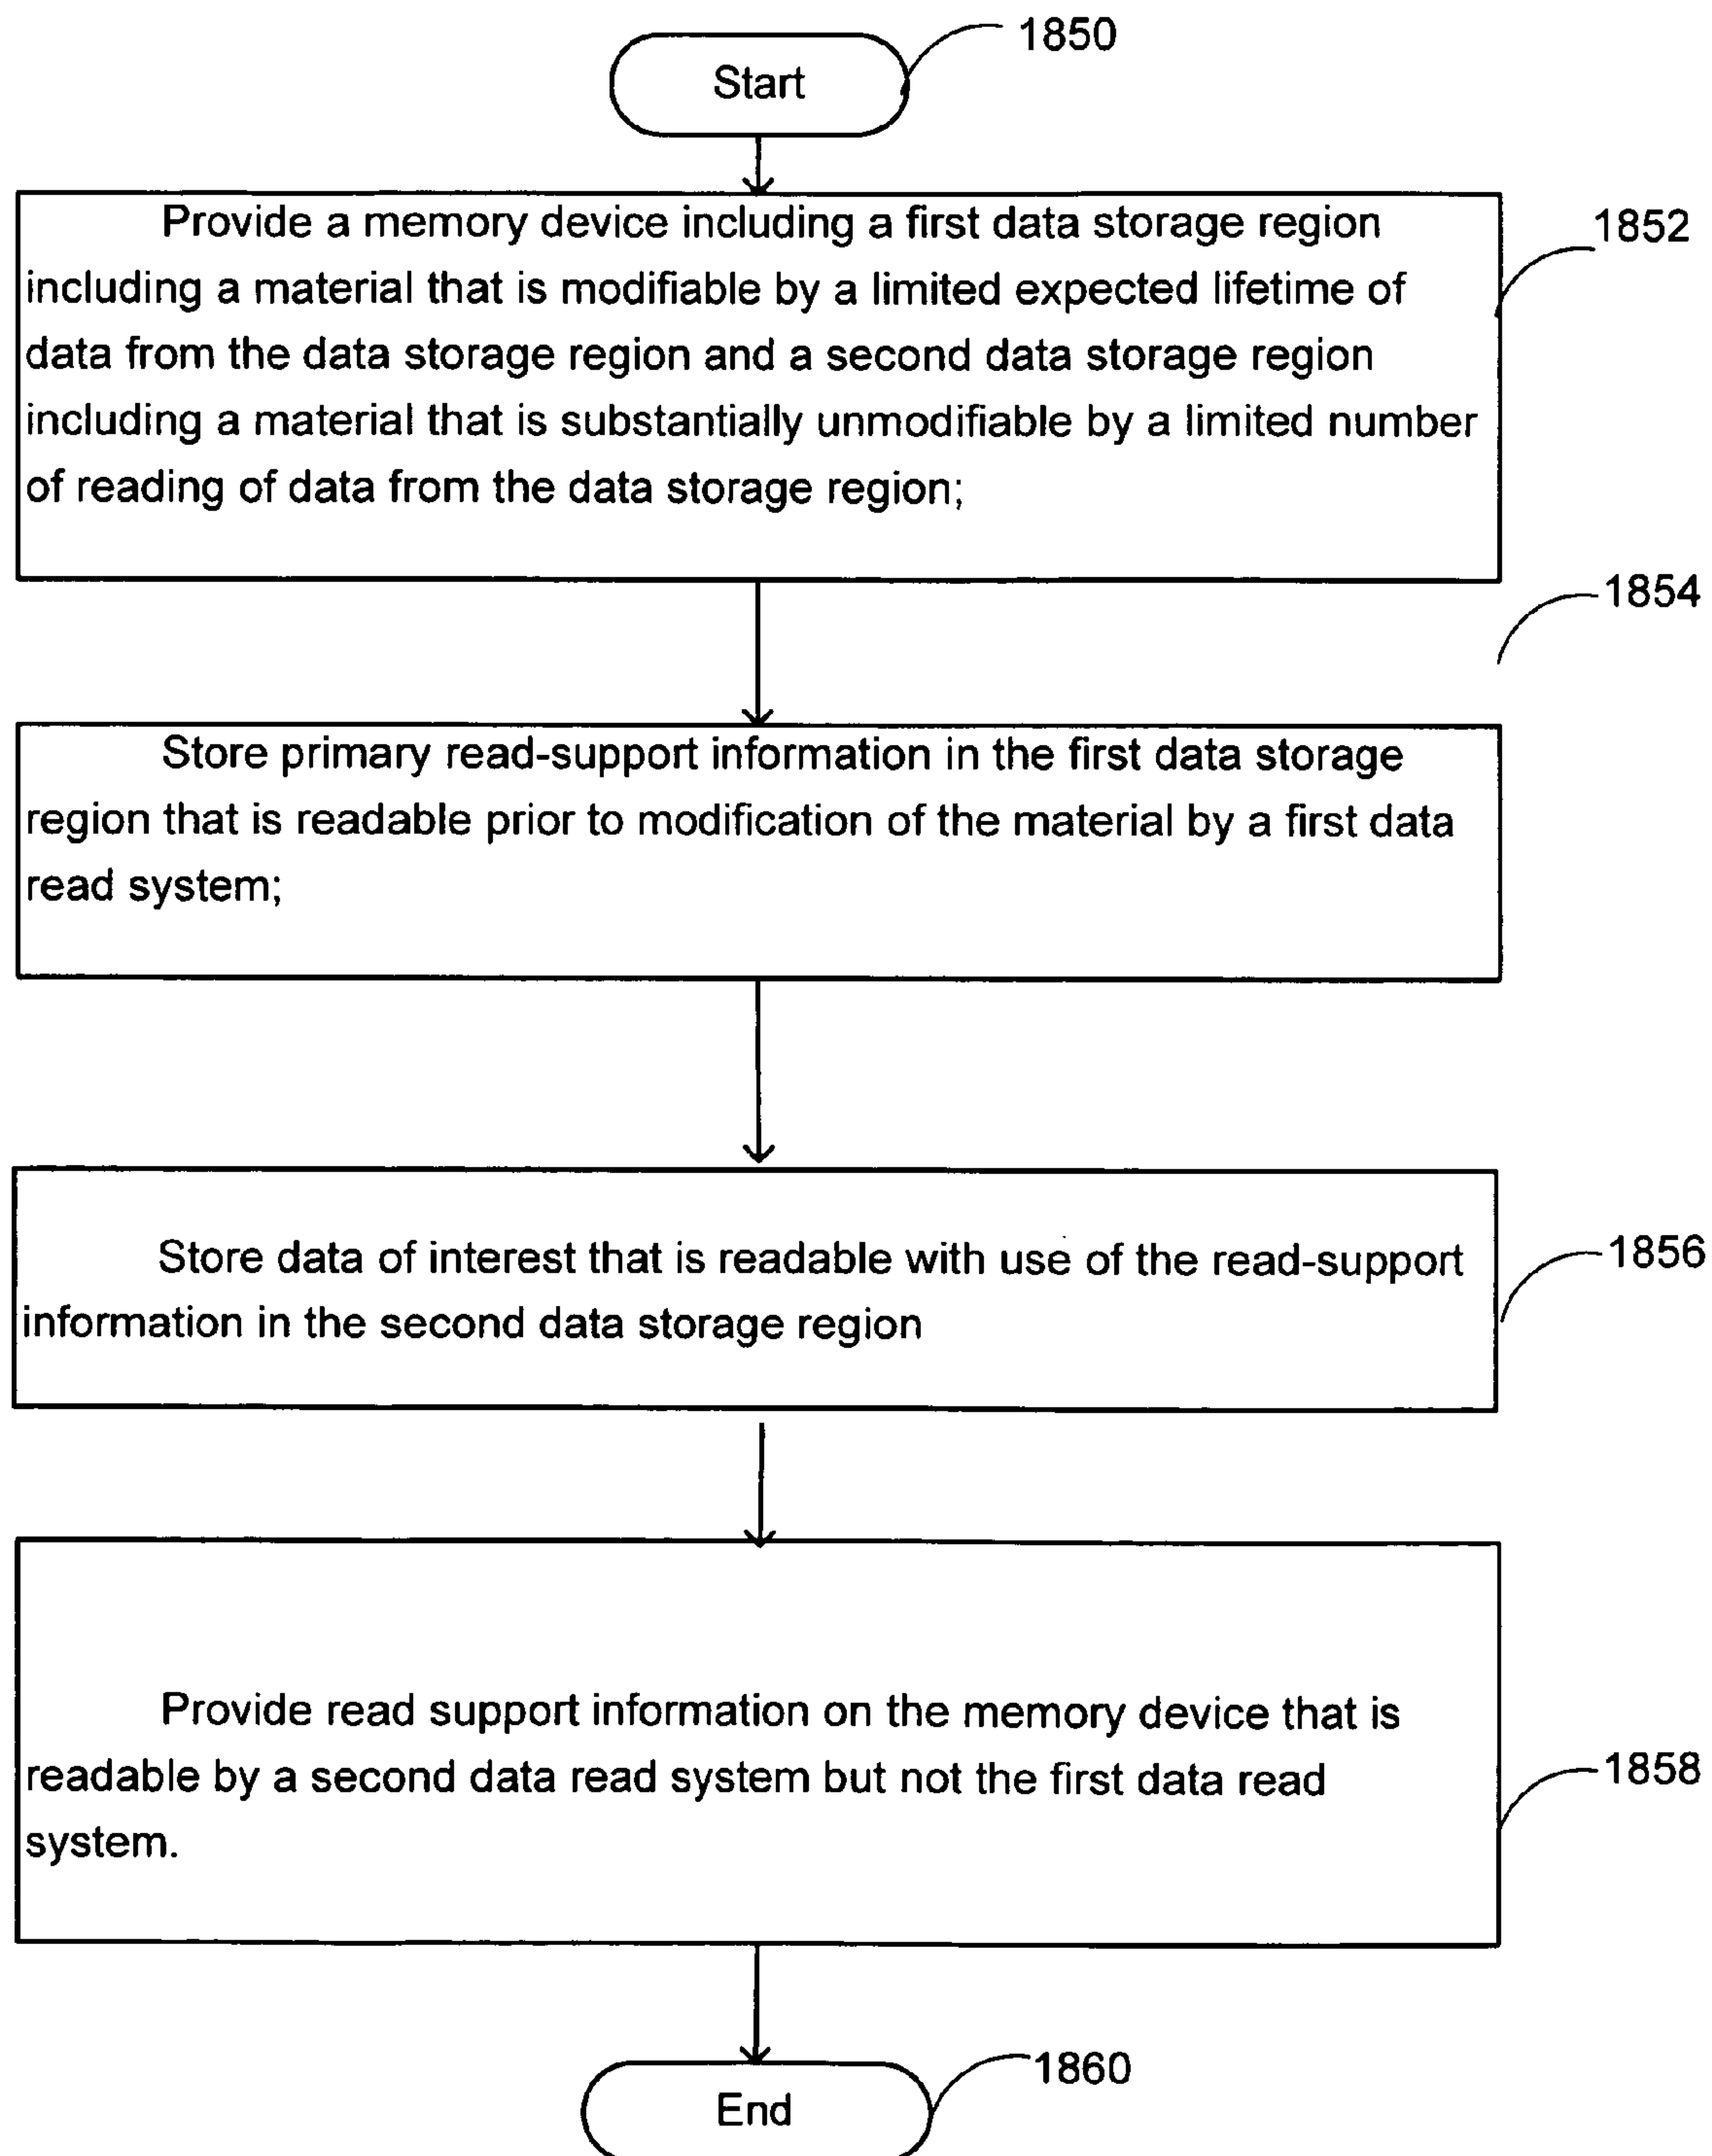 1850
Start
Provide a memory device including a first data storage region
1852
including a material that is modifiable by a limited expected lifetime of
data from the data storage region and a second data storage region
including a material that is substantially unmodifiable by a limited number
of reading of data from the data storage region;
1854
Store primary read-support information in the first data storage
region that is readable prior to modification of the material by a first data
read system;
Store data of interest that is readable with use of the read-support
1856
information in the second data storage region
Provide read support information on the memory device that is
readable by a second data read system but not the first data read
1858
system.
1860
End